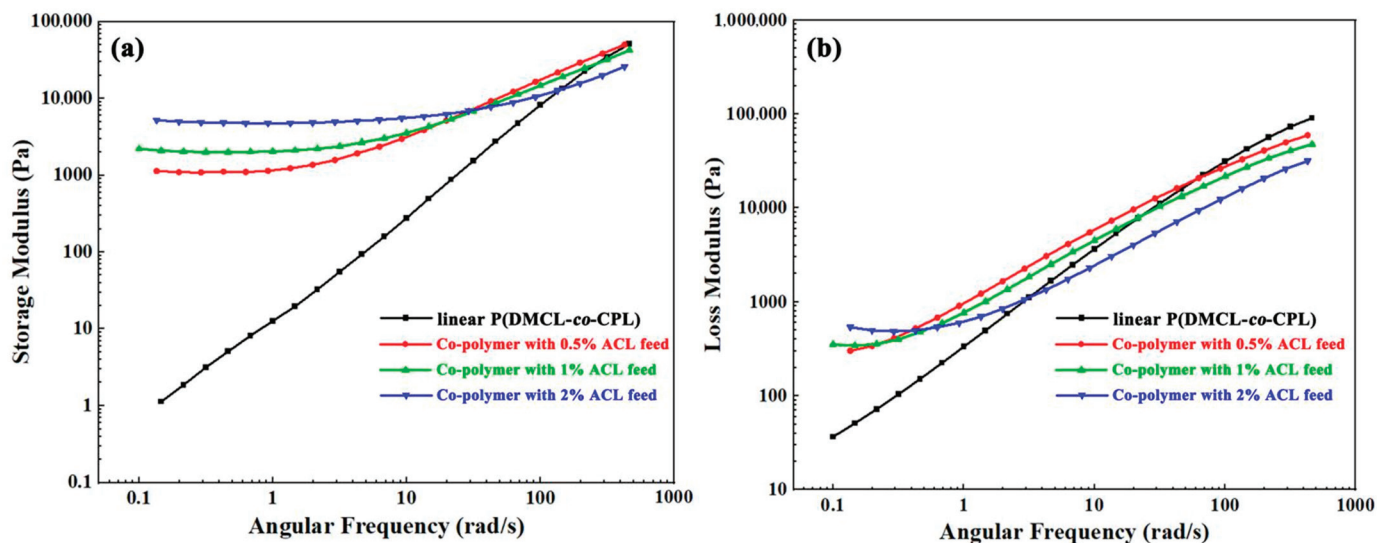 (a)
Storage Modulus (Pa)
100.000
10.000
1000
100
10
1
0.1
linear P(DMCL-co-CPL)
Co-polymer with 0.5% ACL feed
Co-polymer with 1% ACL feed
Co-polymer with 2% ACL feed
0.1 1 10 100 1000
Angular Frequency (rad/s)
(b)
Loss Modulus (Pa)
1.000.000
100.000
10.000
1000
100
10
linear P(DMCL-co-CPL)
Co-polymer with 0.5% ACL feed
Co-polymer with 1% ACL feed
Co-polymer with 2% ACL feed
0.1 1 10 100 1000
Angular Frequency (rad/s)